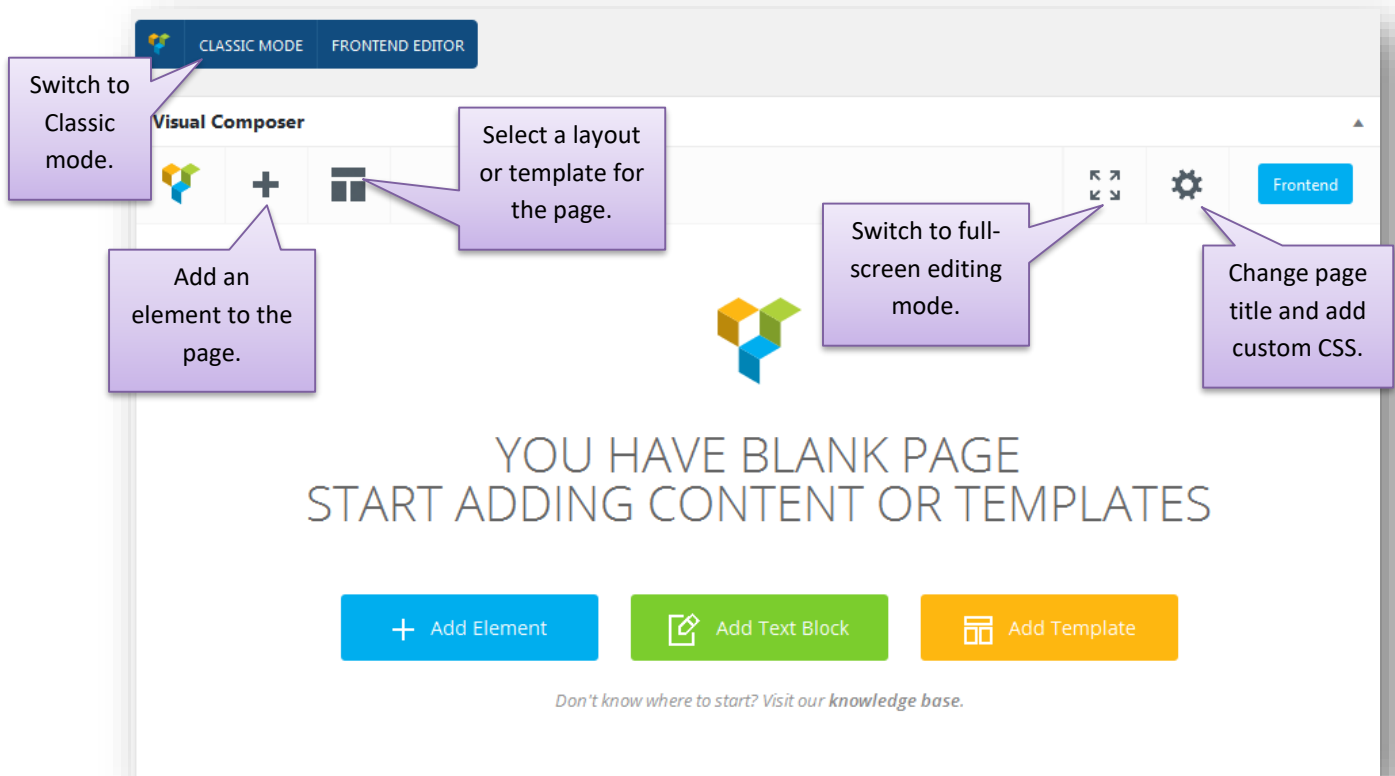 CLASSIC MODE
FRONTEND EDITOR
Switch to
Classic
mode.
Visual Composer
Select a layout
or template for
the page.
Frontend
Add an
element to the
page.
Switch to full-
screen editing
mode.
Change page
title and add
custom CSS.
YOU HAVE BLANK PAGE
START ADDING CONTENT OR TEMPLATES
Add Element
Add Text Block
Add Template
Don't know where to start? Visit our knowledge base.